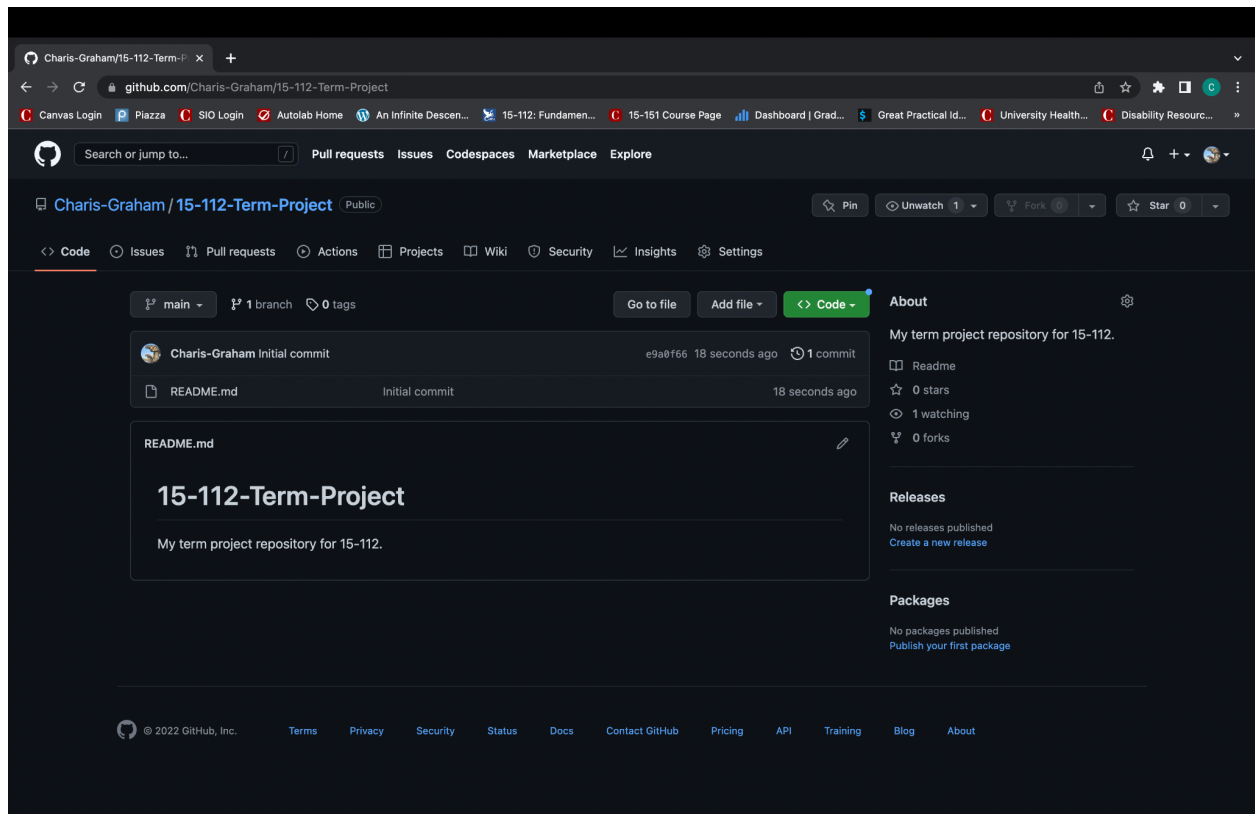 Charis-Graham/15-112-Term-P
github.com/Charis-Graham/15-112-Term-Project C
C Canvas Login P Piazza C SIO Login Autolab Home An Infinite Descen... 15-112: Fundamen... C 15-151 Course Page Dashboard | Grad... $ Great Practical Id... C University Health... C Disability Resourc... »
Search or jump to... / Pull requests Issues Codespaces Marketplace Explore
Charis-Graham / 15-112-Term-Project Public Pin Unwatch 1 Fork 0 Star 0
<> Code Issues Pull requests Actions Projects Wiki Security Insights Settings
main 1 branch 0 tags Go to file Add file <> Code About
My term project repository for 15-112.
Charis-Graham Initial commit e9a0f66 18 seconds ago 1 commit
Readme
README.md Initial commit 18 seconds ago 0 stars
1 watching
0 forks
README.md
15-112-Term-Project
Releases
My term project repository for 15-112.
No releases published
Create a new release
Packages
No packages published
Publish your first package
© 2022 GitHub, Inc. Terms Privacy Security Status Docs Contact GitHub Pricing API Training Blog About